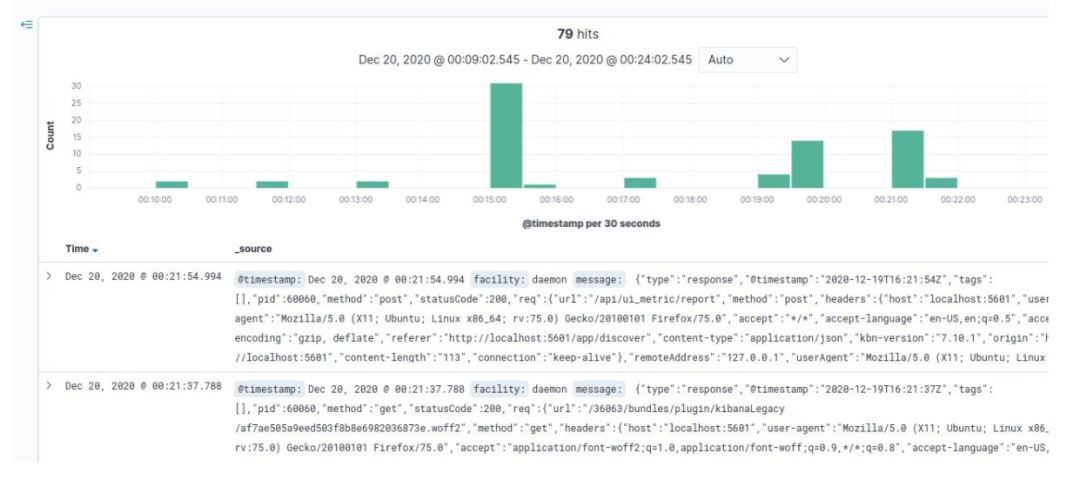 79 hits
Dec 20, 2020 @ 00:09:02.545 - Dec 20, 2020 @ 00:24:02.545 Auto
Count
30
25
20
15
10
5
0
00:10:00 00:11:00 00:12:00 00:13:00 00:14:00 00:15:00 00:16:00 00:17:00 00:18:00 00:19:00 00:20:00 00:21:00 00:22:00 00:23:00
@timestamp per 30 seconds
Time _source
Dec 20, 2020 @ 00:21:54.994 @timestamp: Dec 20, 2020 @ 00:21:54.994 facility: daemon message: {"type":"response","@timestamp":"2020-12-19T16:21:54Z","tags":
[],"pid":60060,"method":"post","statusCode":200,"req":{"url":"/api/ui_metric/report","method":"post","headers":{"host":"localhost:5601","user
agent":"Mozilla/5.0 (X11; Ubuntu; Linux x86_64; rv:75.0) Gecko/20100101 Firefox/75.0","accept":"*/*","accept-language":"en-US,en;q=0.5","acce
encoding":"gzip, deflate","referer":"http://localhost:5601/app/discover","content-type":"application/json","kbn-version":"7.10.1","origin":"h
//localhost:5601","content-length":"113","connection":"keep-alive"},"remoteAddress":"127.0.0.1","userAgent":"Mozilla/5.0 (X11; Ubuntu; Linux
Dec 20, 2020 @ 00:21:37.788 @timestamp: Dec 20, 2020 @ 00:21:37.788 facility: daemon message: {"type":"response","@timestamp":"2020-12-19T16:21:37Z","tags":
[],"pid":60060,"method":"get","statusCode":200,"req":{"url":"/36063/bundles/plugin/kibanaLegacy
/af7ae505a9eed503f8b8e6982036873e.woff2","method":"get","headers":{"host":"localhost:5601","user-agent":"Mozilla/5.0 (X11; Ubuntu; Linux x86_
rv:75.0) Gecko/20100101 Firefox/75.0","accept":"application/font-woff2;q=1.0,application/font-woff;q=0.9,*/*;q=0.8","accept-language":"en-US,